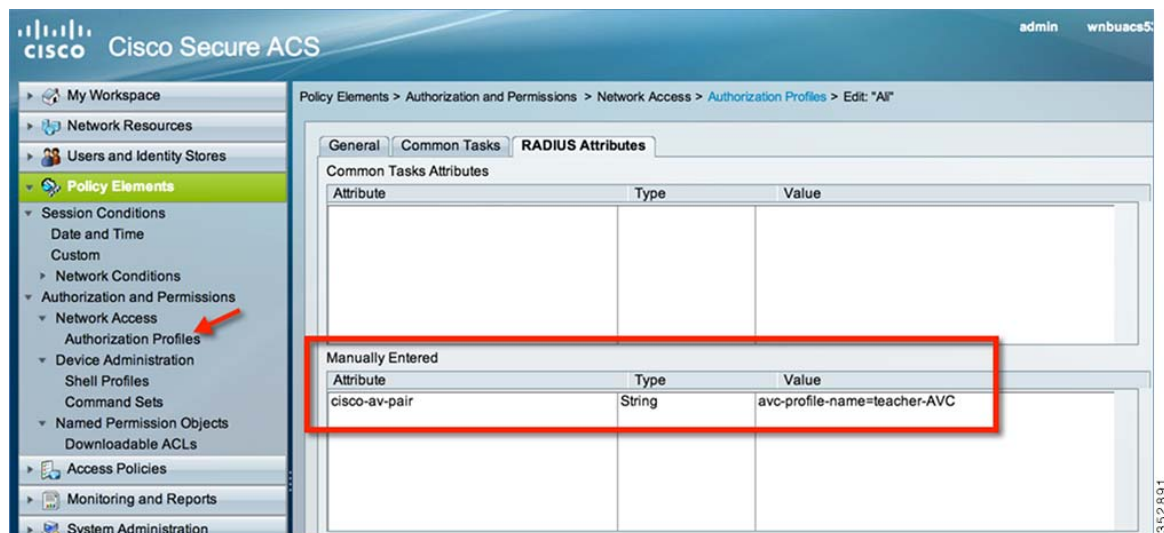 cisco Cisco Secure ACS
admin wnbuacs5
My Workspace
Network Resources
Users and Identity Stores
Policy Elements
Session Conditions
Date and Time
Custom
Network Conditions
Authorization and Permissions
Network Access
Authorization Profiles
Device Administration
Shell Profiles
Command Sets
Named Permission Objects
Downloadable ACLs
Access Policies
Monitoring and Reports
System Administration
Policy Elements > Authorization and Permissions > Network Access > Authorization Profiles > Edit: "All"
General Common Tasks RADIUS Attributes
Common Tasks Attributes
Attribute Type Value
Manually Entered
Attribute Type Value
cisco-av-pair String avc-profile-name=teacher-AVC
352891